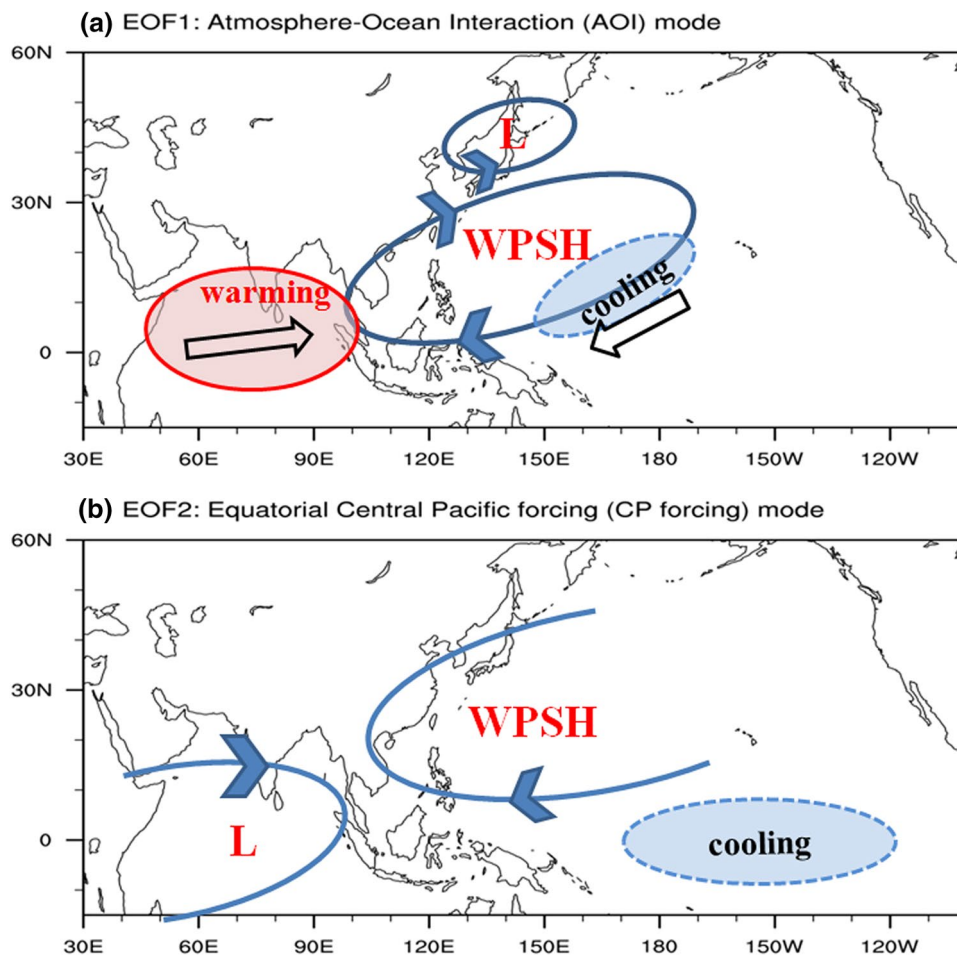 (a) EOF1: Atmosphere-Ocean Interaction (AOI) mode
60N
L
30N
WPSH
cooling
warming
0
30E 60E 90E 120E 150E 180 150W 120W
(b) EOF2: Equatorial Central Pacific forcing (CP forcing) mode
60N
30N
WPSH
L
0
cooling
30E 60E 90E 120E 150E 180 150W 120W